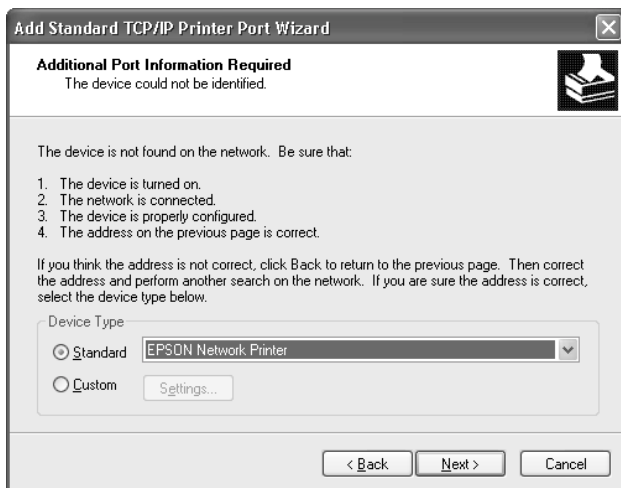 Add Standard TCP/IP Printer Port Wizard
Additional Port Information Required
The device could not be identified.
The device is not found on the network.  Be sure that:
1.  The device is turned on.
2.  The network is connected.
3.  The device is properly configured.
4.  The address on the previous page is correct.
If you think the address is not correct, click Back to return to the previous page.  Then correct
the address and perform another search on the network.  If you are sure the address is correct,
select the device type below.
Device Type
Standard EPSON Network Printer
Custom Settings...
< Back Next > Cancel